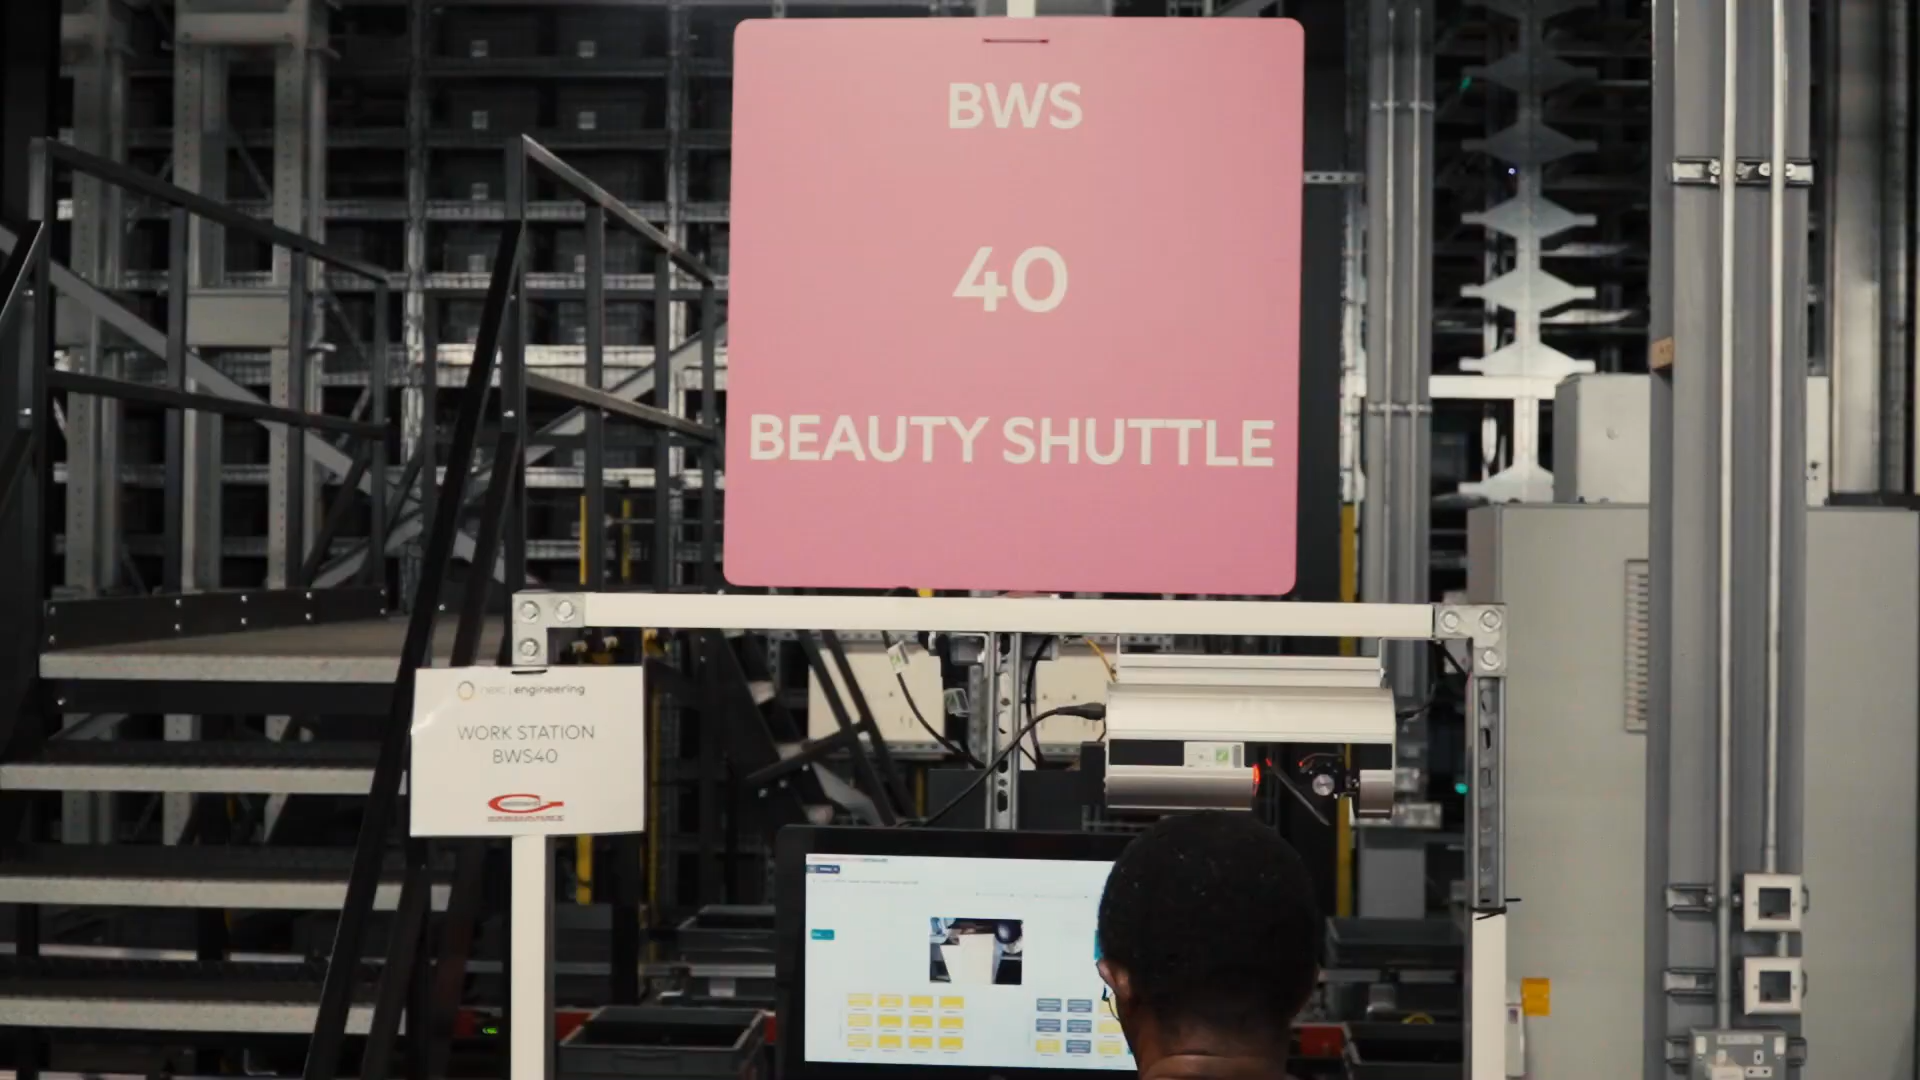 BWS
40
BEAUTY SHUTTLE
next | engineering
WORK STATION
BWS40